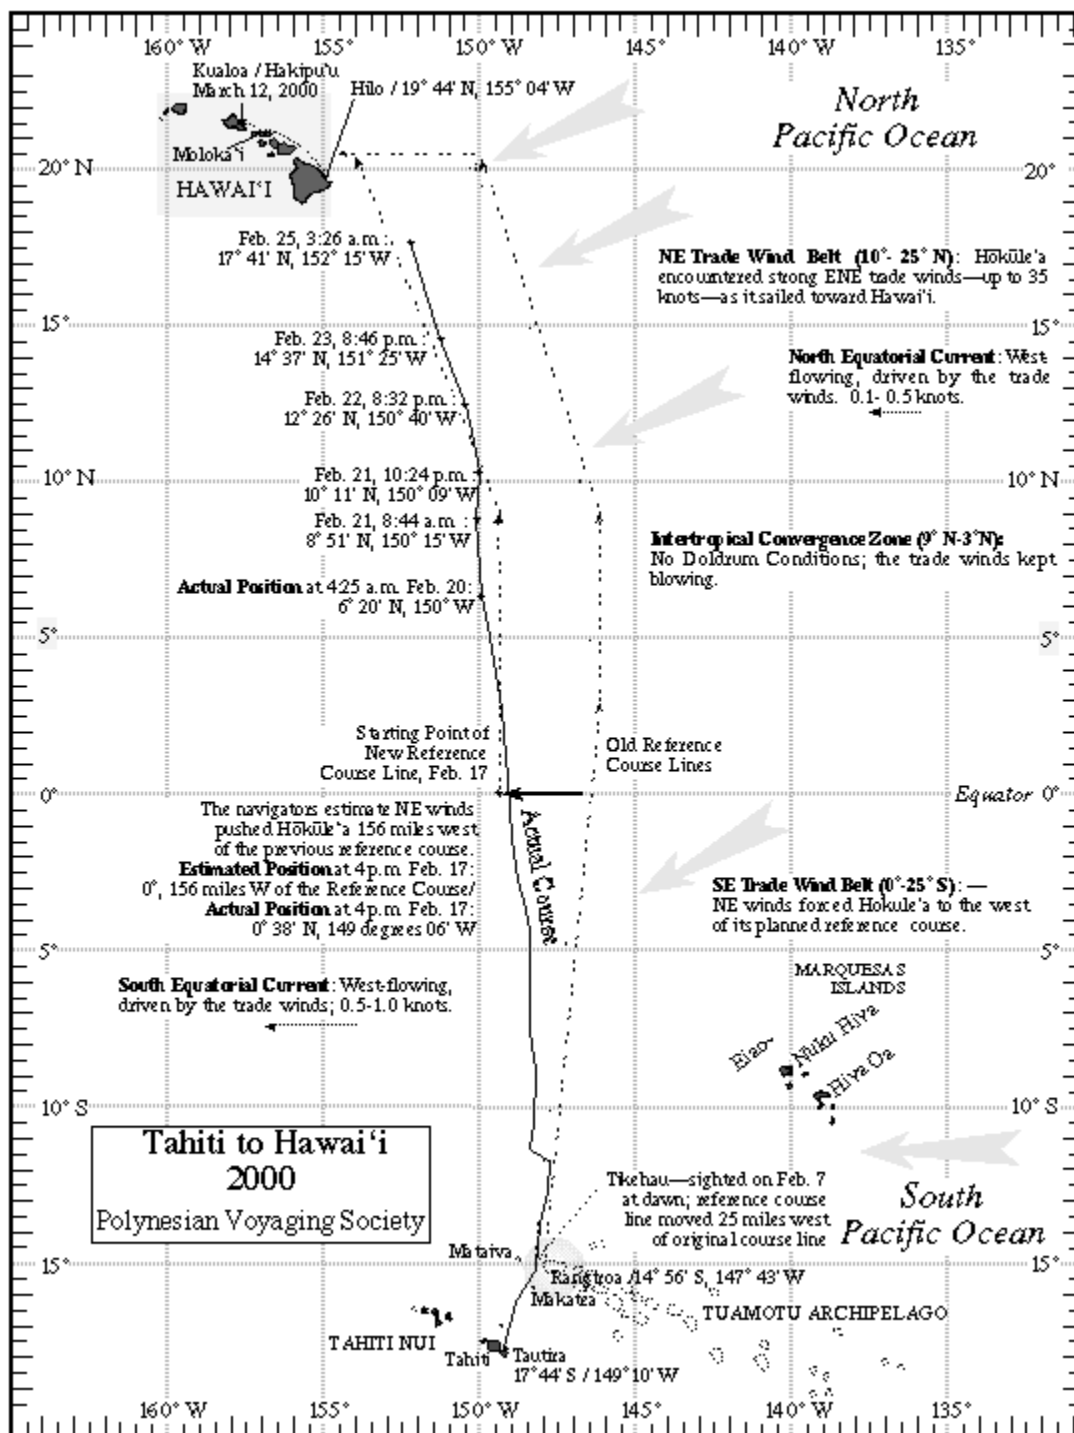 160° W
155°
150° W
145°
140° W
135°
Kualoa / Hakipu'u
March 12, 2000
Hilo / 19° 44' N, 155° 04' W
Moloka'i
HAWAI'I
North
Pacific Ocean
20° N
20°
Feb. 25, 3:26 a.m.:
17° 41' N, 152° 15' W
NE Trade Wind Belt (10°- 25° N): Hōkūle'a
encountered strong ENE trade winds—up to 35
knots—as it sailed toward Hawai'i.
15°
15°
Feb. 23, 8:46 p.m.:
14° 37' N, 151° 25' W
North Equatorial Current: West-
flowing, driven by the trade
winds. 0.1- 0.5 knots.
Feb. 22, 8:32 p.m.:
12° 26' N, 150° 40' W
10° N
10° N
Feb. 21, 10:24 p.m.:
10° 11' N, 150° 09' W
Feb. 21, 8:44 a.m.:
8° 51' N, 150° 15' W
Intertropical Convergence Zone (9° N-3°N):
No Doldrum Conditions; the trade winds kept
blowing.
Actual Position at 4:25 a.m. Feb. 20:
6° 20' N, 150° W
5°
5°
Starting Point of
New Reference
Course Line, Feb. 17
Old Reference
Course Lines
0°
Equator 0°
Actual Course
The navigators estimate NE winds
pushed Hōkūle'a 156 miles west
of the previous reference course.
Estimated Position at 4 p.m. Feb. 17:
0°, 156 miles W of the Reference Course/
Actual Position at 4 p.m. Feb. 17:
0° 38' N, 149 degrees 06' W
SE Trade Wind Belt (0°-25° S): —
NE winds forced Hokule'a to the west
of its planned reference course.
5°
5°
South Equatorial Current: West-flowing,
driven by the trade winds; 0.5-1.0 knots.
MARQUESAS
ISLANDS
Eiao
Nuku Hiva
Hiva Oa
10° S
10° S
Tahiti to Hawai'i
2000
Polynesian Voyaging Society
Tikehau—sighted on Feb. 7
at dawn; reference course
line moved 25 miles west
of original course line
South
Pacific Ocean
Mataiva
15°
15°
Rangiroa /14° 56' S, 147° 43' W
Makatea
TUAMOTU ARCHIPELAGO
TAHITI NUI
Tahiti
Tautira
17° 44' S / 149° 10' W
160° W
155°
150° W
145°
140° W
135°